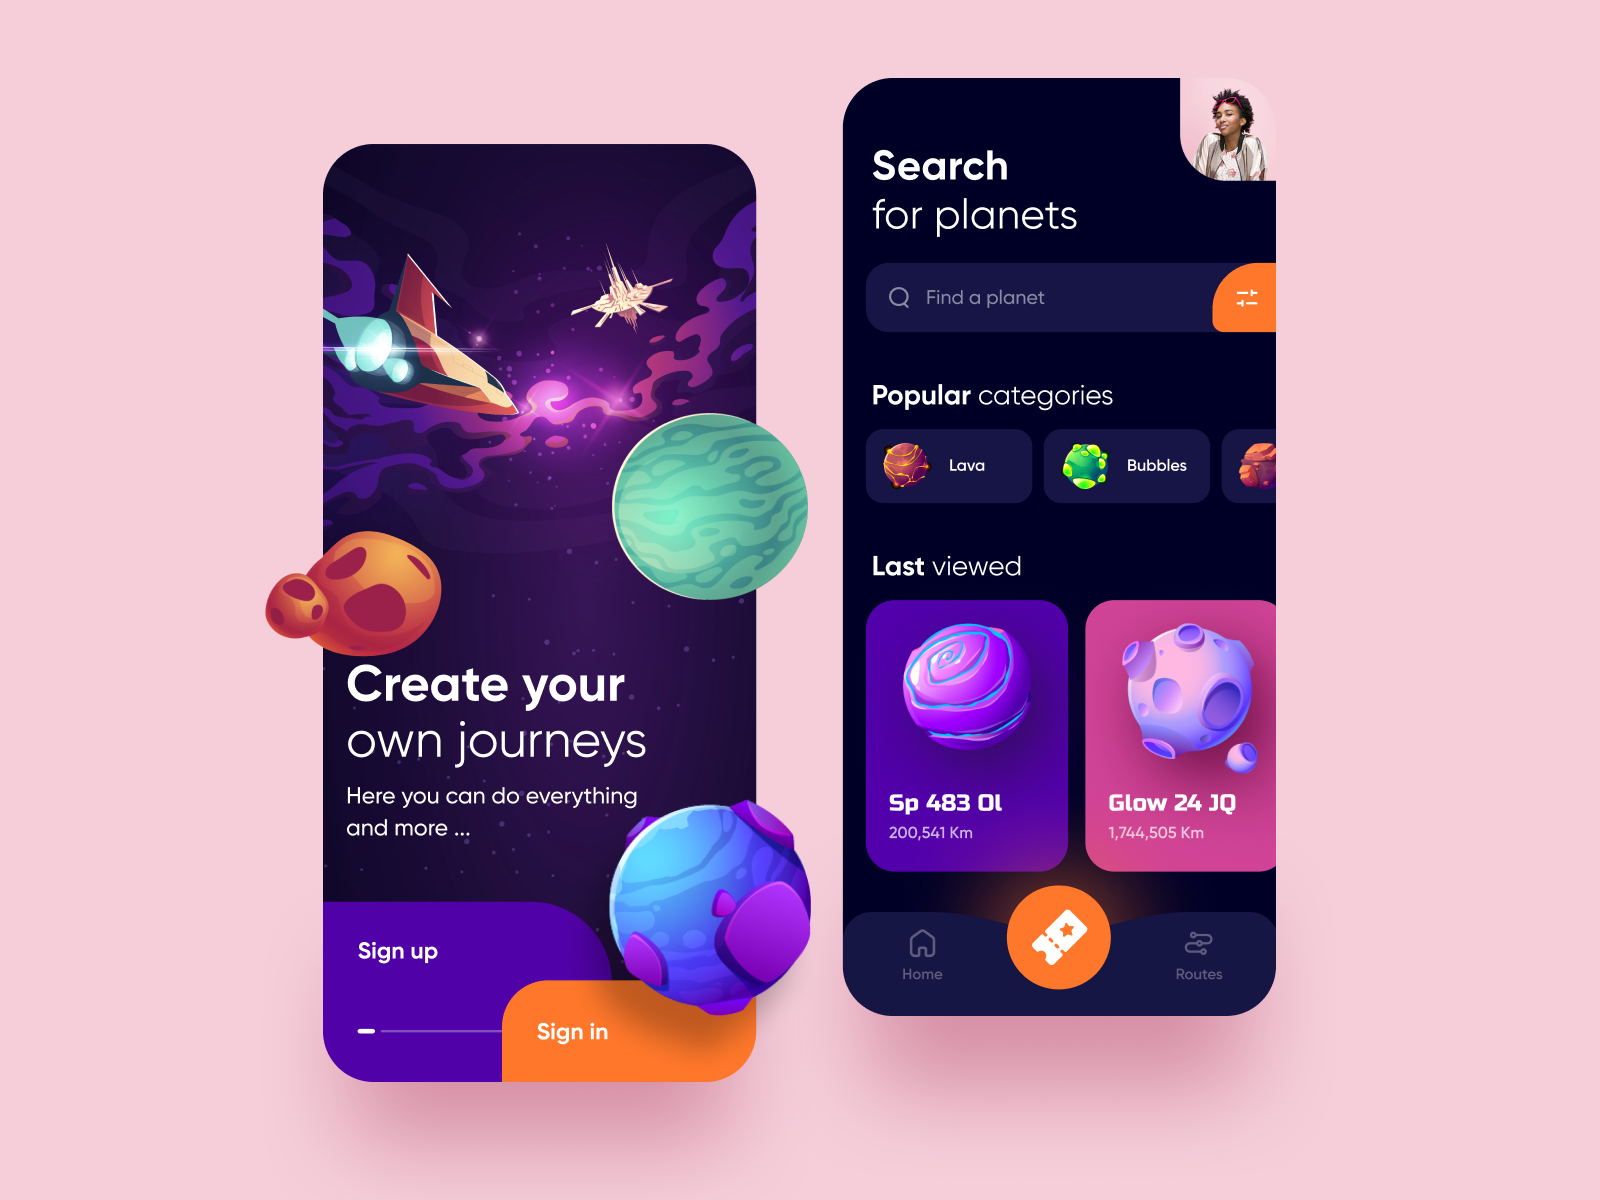 Create your
own journeys
Here you can do everything
and more ...
Sign up
Sign in
Search
for planets
Find a planet
Popular categories
Lava
Bubbles
Last viewed
Sp 483 Ol
200,541 Km
Glow 24 JQ
1,744,505 Km
Home
Routes